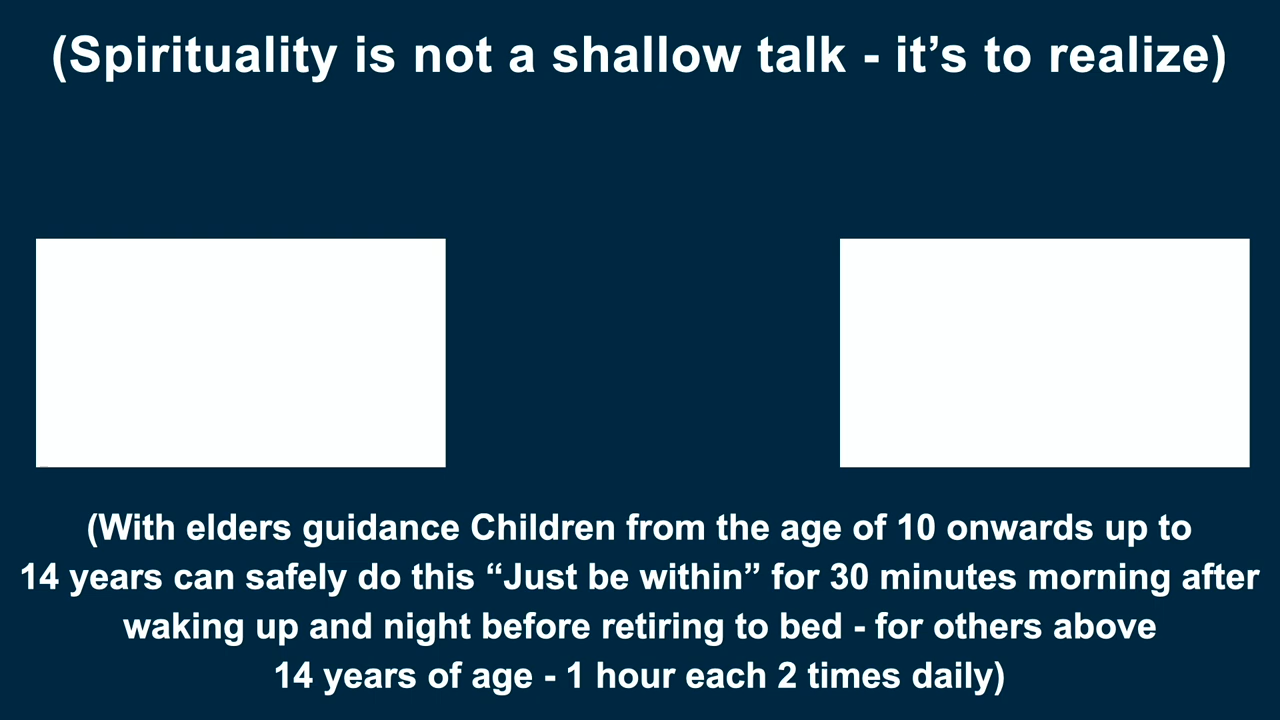 (Spirituality is not a shallow talk - it’s to realize)
(With elders guidance Children from the age of 10 onwards up to
14 years can safely do this “Just be within” for 30 minutes morning after
waking up and night before retiring to bed - for others above
14 years of age - 1 hour each 2 times daily)